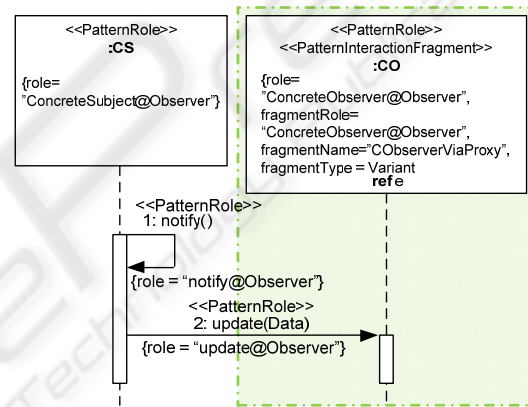 <<PatternRole>>
:CS
{role=
"ConcreteSubject@Observer"}
<<PatternRole>>
<<PatternInteractionFragment>>
:CO
{role=
"ConcreteObserver@Observer",
fragmentRole=
"ConcreteObserver@Observer",
fragmentName="CObserverViaProxy",
fragmentType = Variant
ref e
<<PatternRole>>
1: notify()
{role = "notify@Observer"}
<<PatternRole>>
2: update(Data)
{role = "update@Observer"}